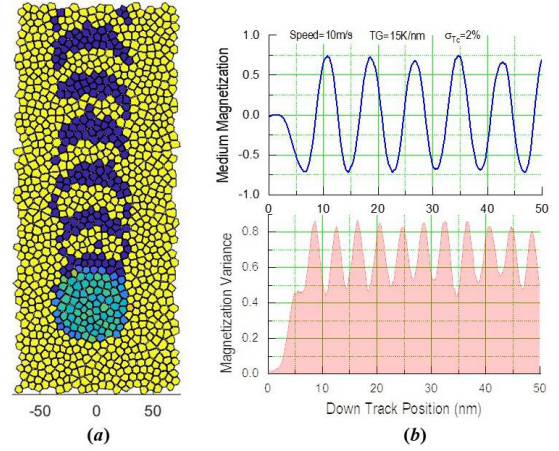 -50 0 50
(a)
Speed=10m/s TG=15K/nm σTc=2%
Medium Magnetization
1.0
0.5
0.0
-0.5
-1.0
0 10 20 30 40 50
Magnetization Variance
0.8
0.6
0.4
0.2
0.0
0 10 20 30 40 50
Down Track Position (nm)
(b)